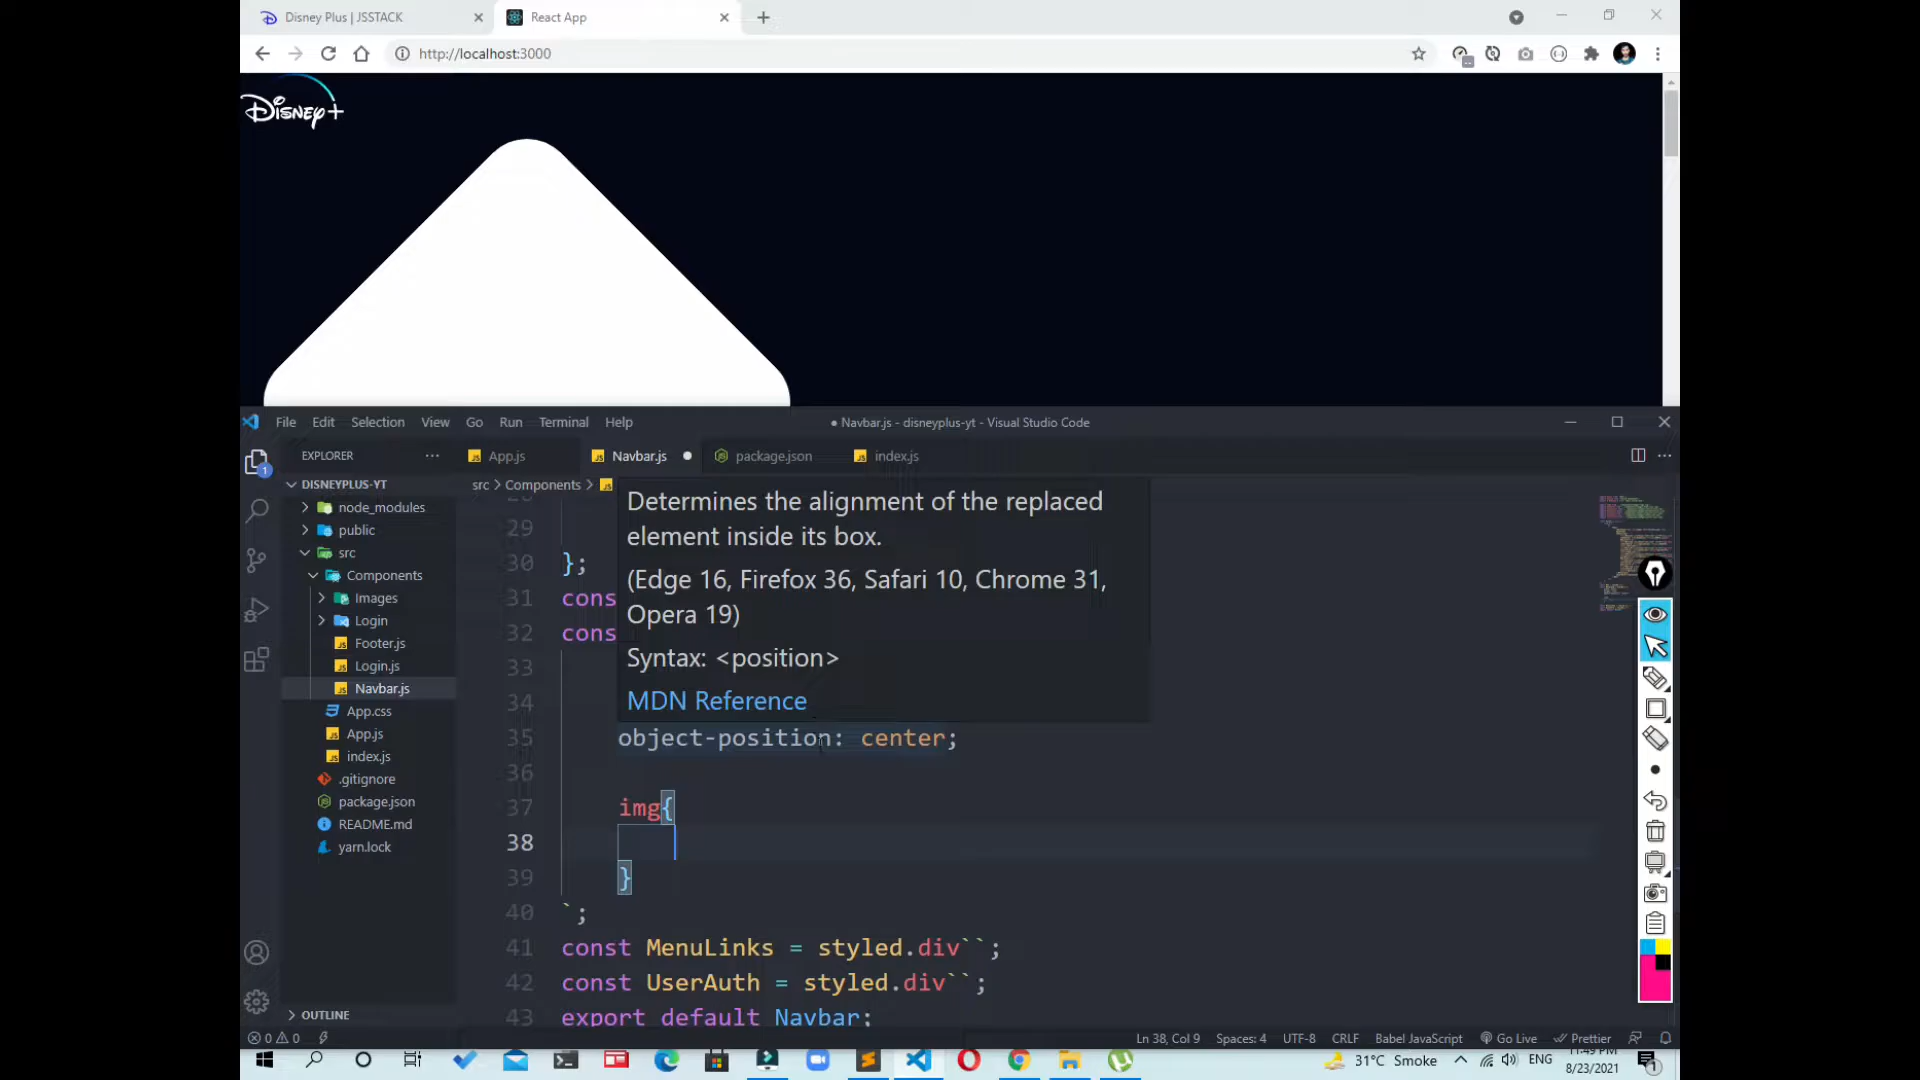 Disney Plus | JSSTACK
React App
http://localhost:3000
Disney+
File Edit Selection View Go Run Terminal Help
● Navbar.js - disneyplus-yt - Visual Studio Code
EXPLORER
App.js
Navbar.js
package.json
index.js
DISNEYPLUS-YT
node_modules
public
src
Components
Images
Login
Footer.js
Login.js
Navbar.js
App.css
App.js
index.js
.gitignore
package.json
README.md
yarn.lock
OUTLINE
src > Components >
Determines the alignment of the replaced
element inside its box.
(Edge 16, Firefox 36, Safari 10, Chrome 31,
Opera 19)
Syntax: <position>
MDN Reference
29
30 };
31 cons
32 cons
33
34
35 object-position: center;
36
37 img{
38
39 }
40 `;
41 const MenuLinks = styled.div``;
42 const UserAuth = styled.div``;
43 export default Navbar;
1
0 0
Ln 38, Col 9 Spaces: 4 UTF-8 CRLF Babel JavaScript Go Live Prettier
31°C Smoke ENG
11:49 PM
8/23/2021
1